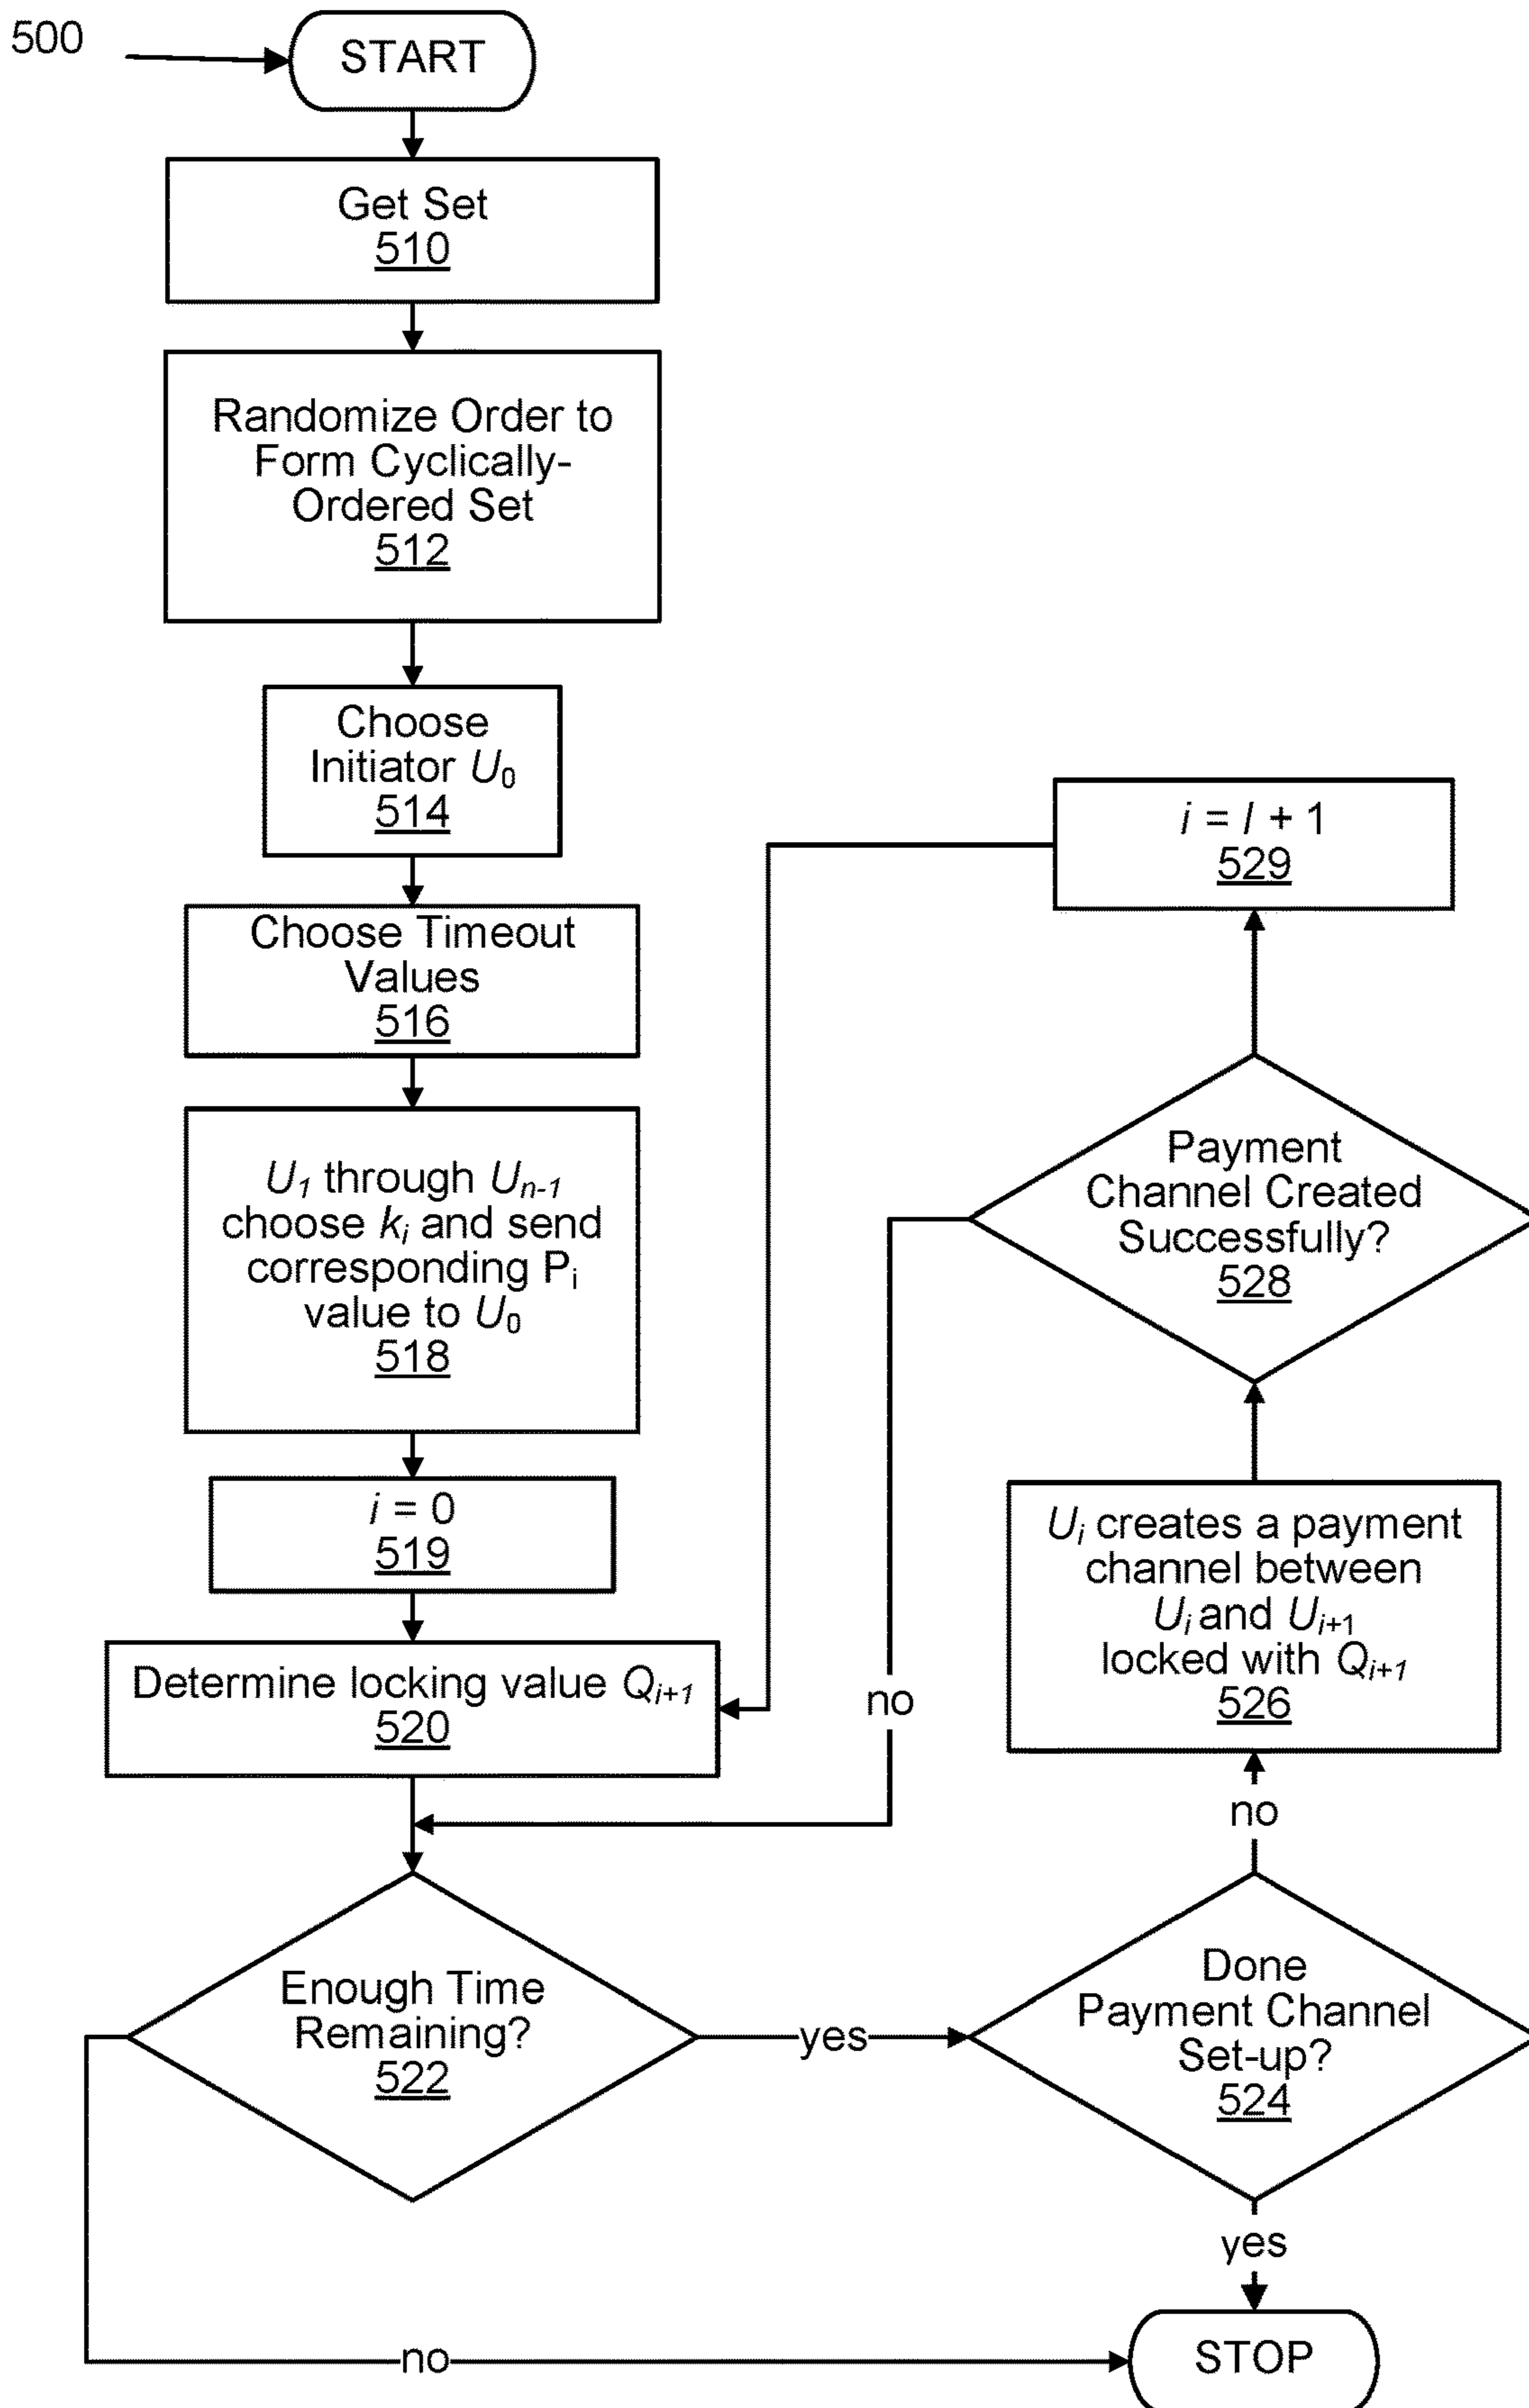 500
START
Get Set
510
Randomize Order to
Form Cyclically-
Ordered Set
512
Choose
Initiator U0
514
Choose Timeout
Values
516
U1 through Un-1
choose ki and send
corresponding Pi
value to U0
518
i = 0
519
Determine locking value Qi+1
520
Enough Time
Remaining?
522
yes
no
Done
Payment Channel
Set-up?
524
no
yes
Ui creates a payment
channel between
Ui and Ui+1
locked with Qi+1
526
Payment
Channel Created
Successfully?
528
no
i = I + 1
529
STOP